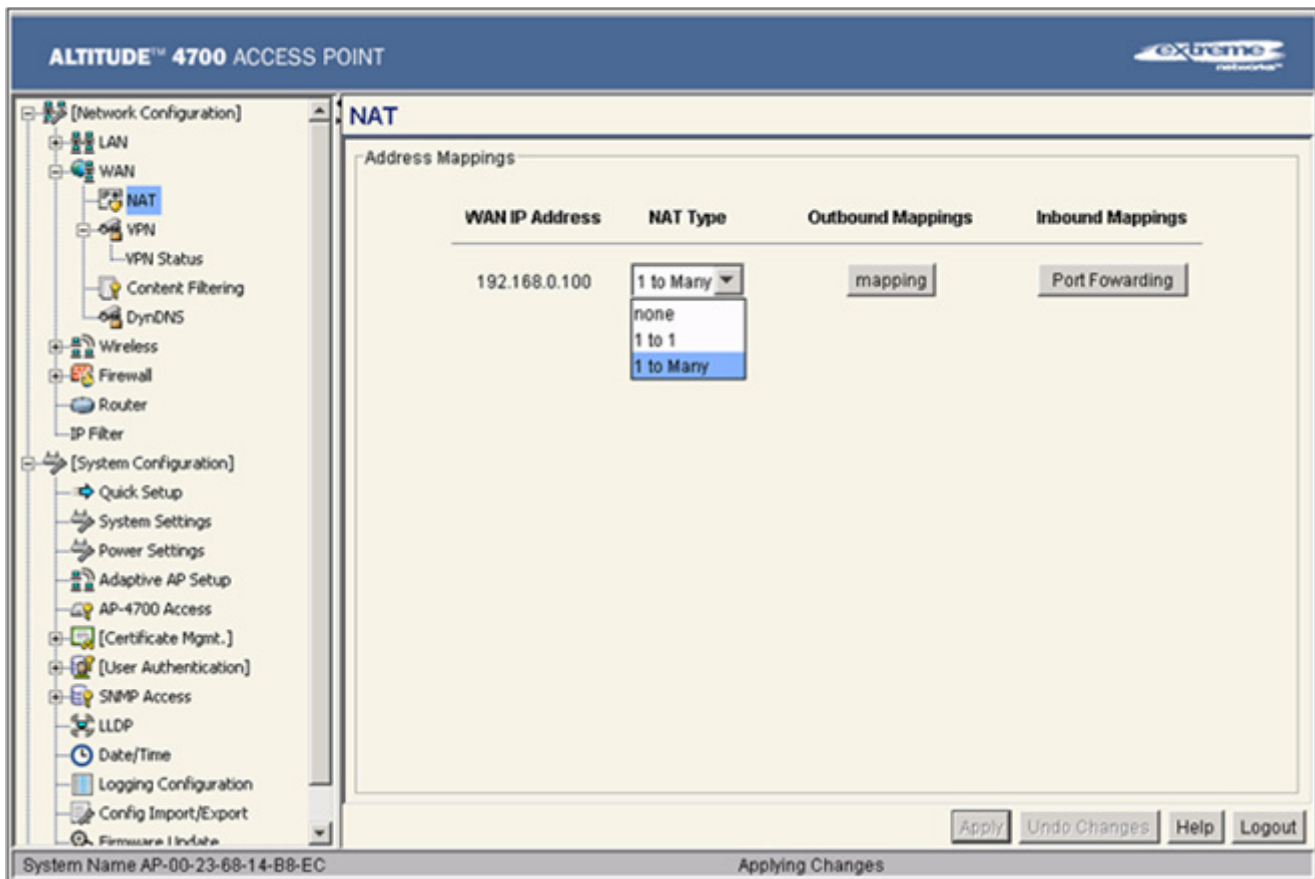 ALTITUDE™ 4700 ACCESS POINT
extreme
networks™
[Network Configuration]
LAN
WAN
NAT
VPN
VPN Status
Content Filtering
DynDNS
Wireless
Firewall
Router
IP Filter
[System Configuration]
Quick Setup
System Settings
Power Settings
Adaptive AP Setup
AP-4700 Access
[Certificate Mgmt.]
[User Authentication]
SNMP Access
LLDP
Date/Time
Logging Configuration
Config Import/Export
Firmware Update
NAT
Address Mappings
WAN IP Address NAT Type Outbound Mappings Inbound Mappings
192.168.0.100 1 to Many mapping Port Fowarding
none
1 to 1
1 to Many
Apply Undo Changes Help Logout
System Name AP-00-23-68-14-B8-EC Applying Changes